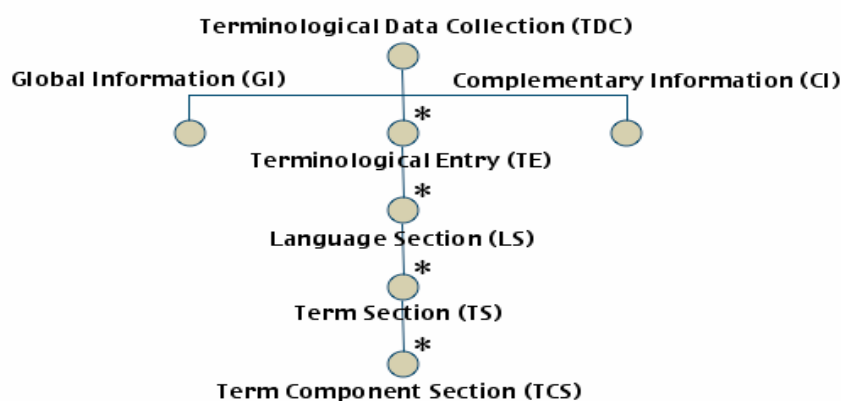 Terminological Data Collection (TDC)
Global Information (GI)
Complementary Information (CI)
*
Terminological Entry (TE)
*
Language Section (LS)
*
Term Section (TS)
*
Term Component Section (TCS)